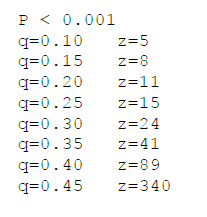 P < 0.001
q=0.10   z=5
q=0.15   z=8
q=0.20   z=11
q=0.25   z=15
q=0.30   z=24
q=0.35   z=41
q=0.40   z=89
q=0.45   z=340